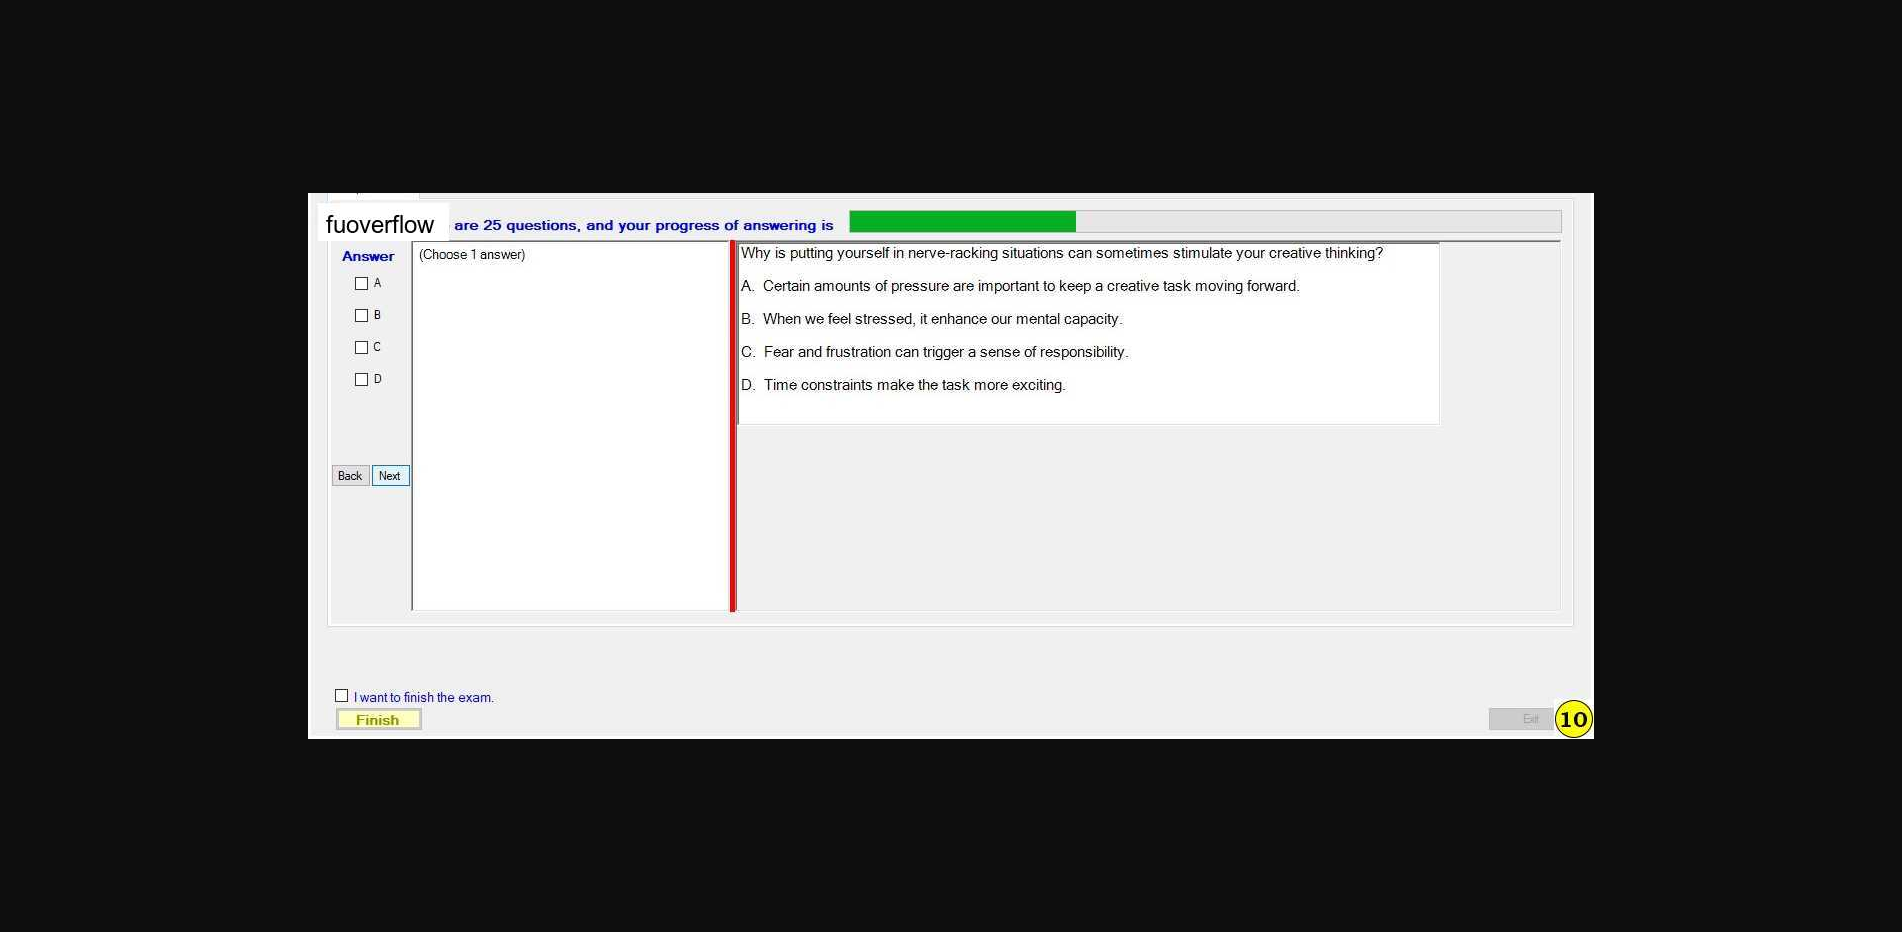 fuoverflow are 25 questions, and your progress of answering is
Answer
(Choose 1 answer)
A
B
C
D
Back Next
Why is putting yourself in nerve-racking situations can sometimes stimulate your creative thinking?
A. Certain amounts of pressure are important to keep a creative task moving forward.
B. When we feel stressed, it enhance our mental capacity.
C. Fear and frustration can trigger a sense of responsibility.
D. Time constraints make the task more exciting.
I want to finish the exam.
Finish
Exit
10